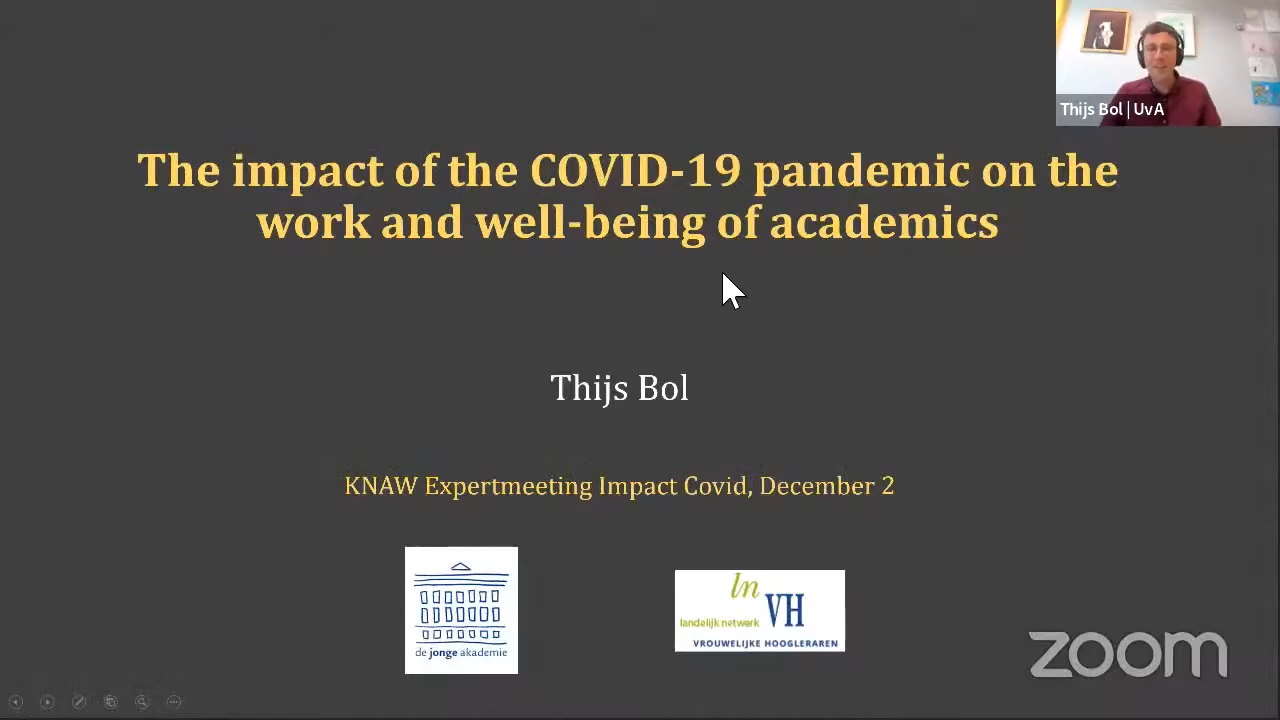 Thijs Bol | UvA
The impact of the COVID-19 pandemic on the
work and well-being of academics
Thijs Bol
KNAW Expertmeeting Impact Covid, December 2
de jonge akademie
ln
VH
landelijk netwerk
VROUWELIJKE HOOGLERAREN
zoom